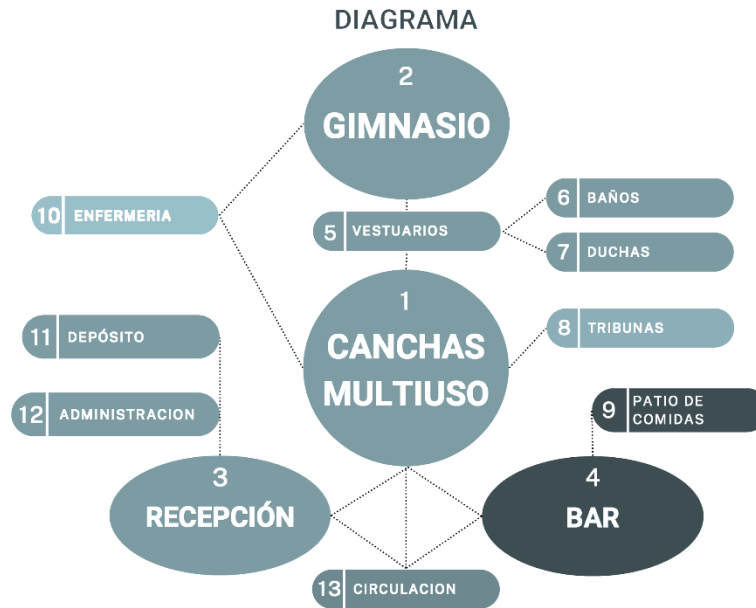 DIAGRAMA
2
GIMNASIO
10 ENFERMERIA
5 VESTUARIOS
6 BAÑOS
7 DUCHAS
1
CANCHAS
MULTIUSO
8 TRIBUNAS
11 DEPÓSITO
12 ADMINISTRACION
9 PATIO DE
COMIDAS
3
RECEPCIÓN
4
BAR
13 CIRCULACION